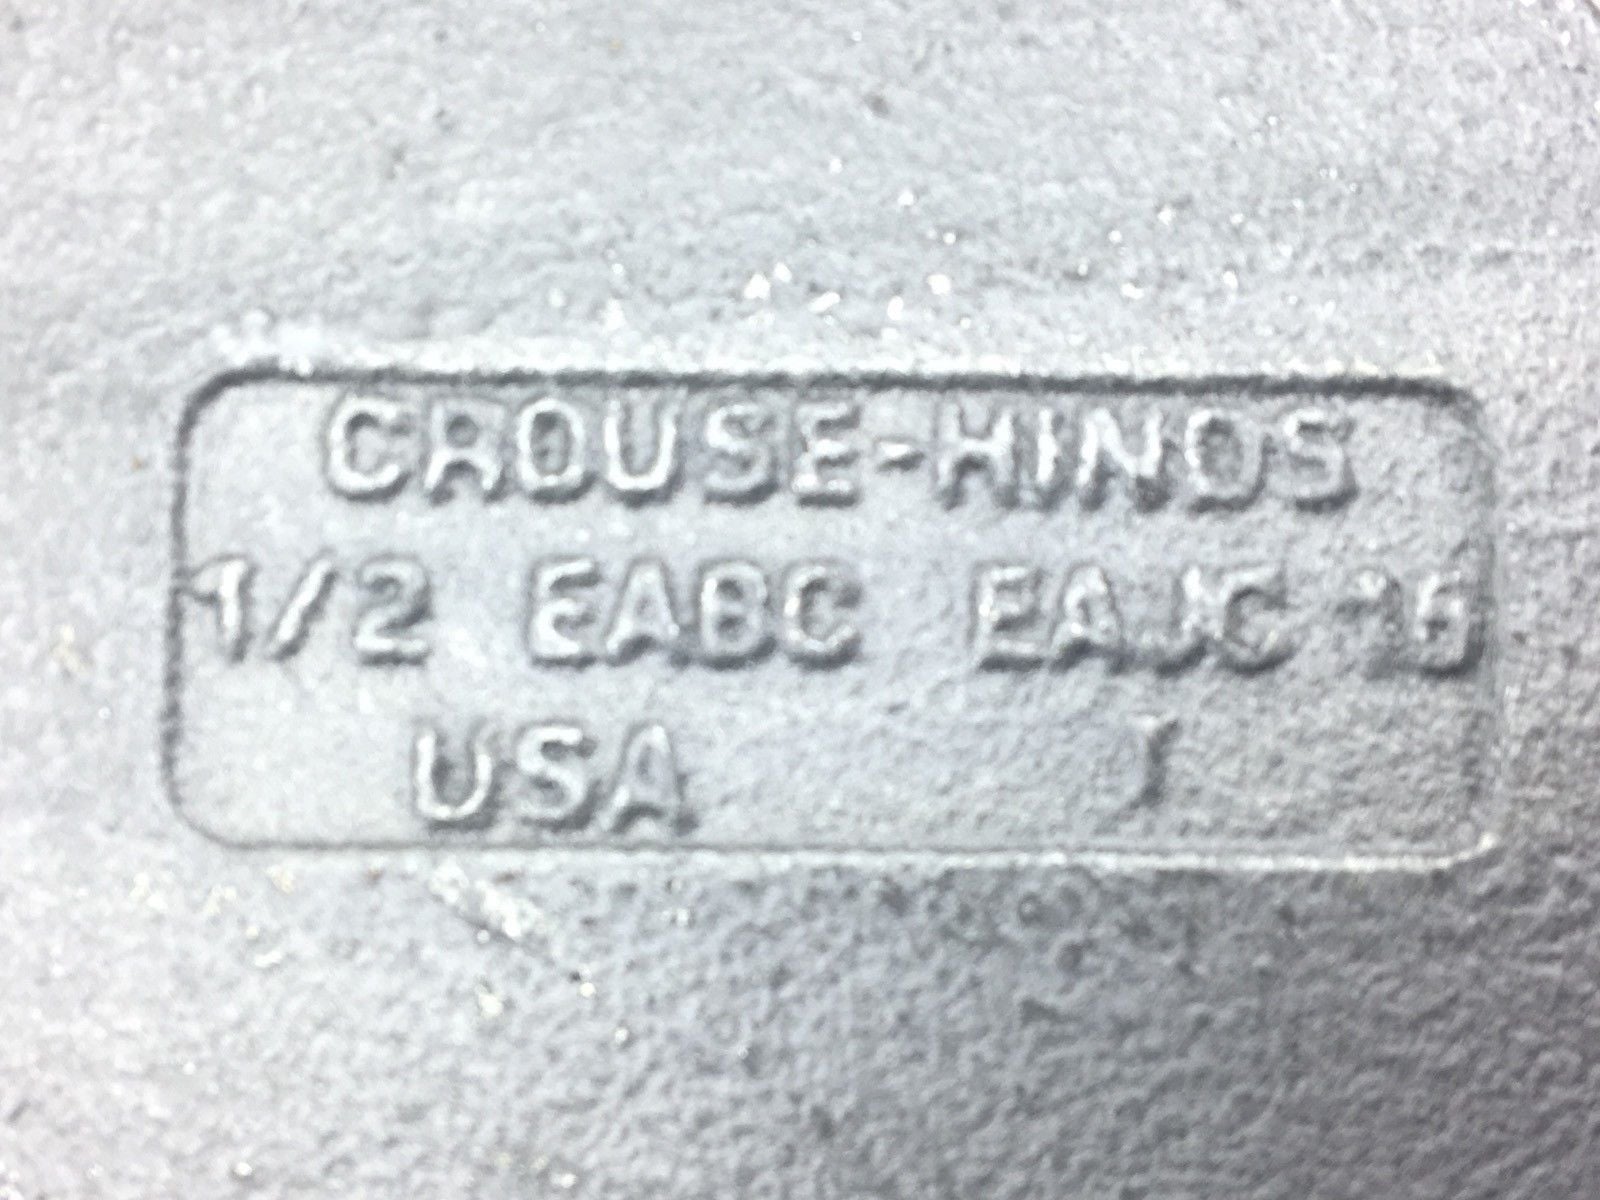 CROUSE-HINDS
1/2 EABC EAJC 16
USA